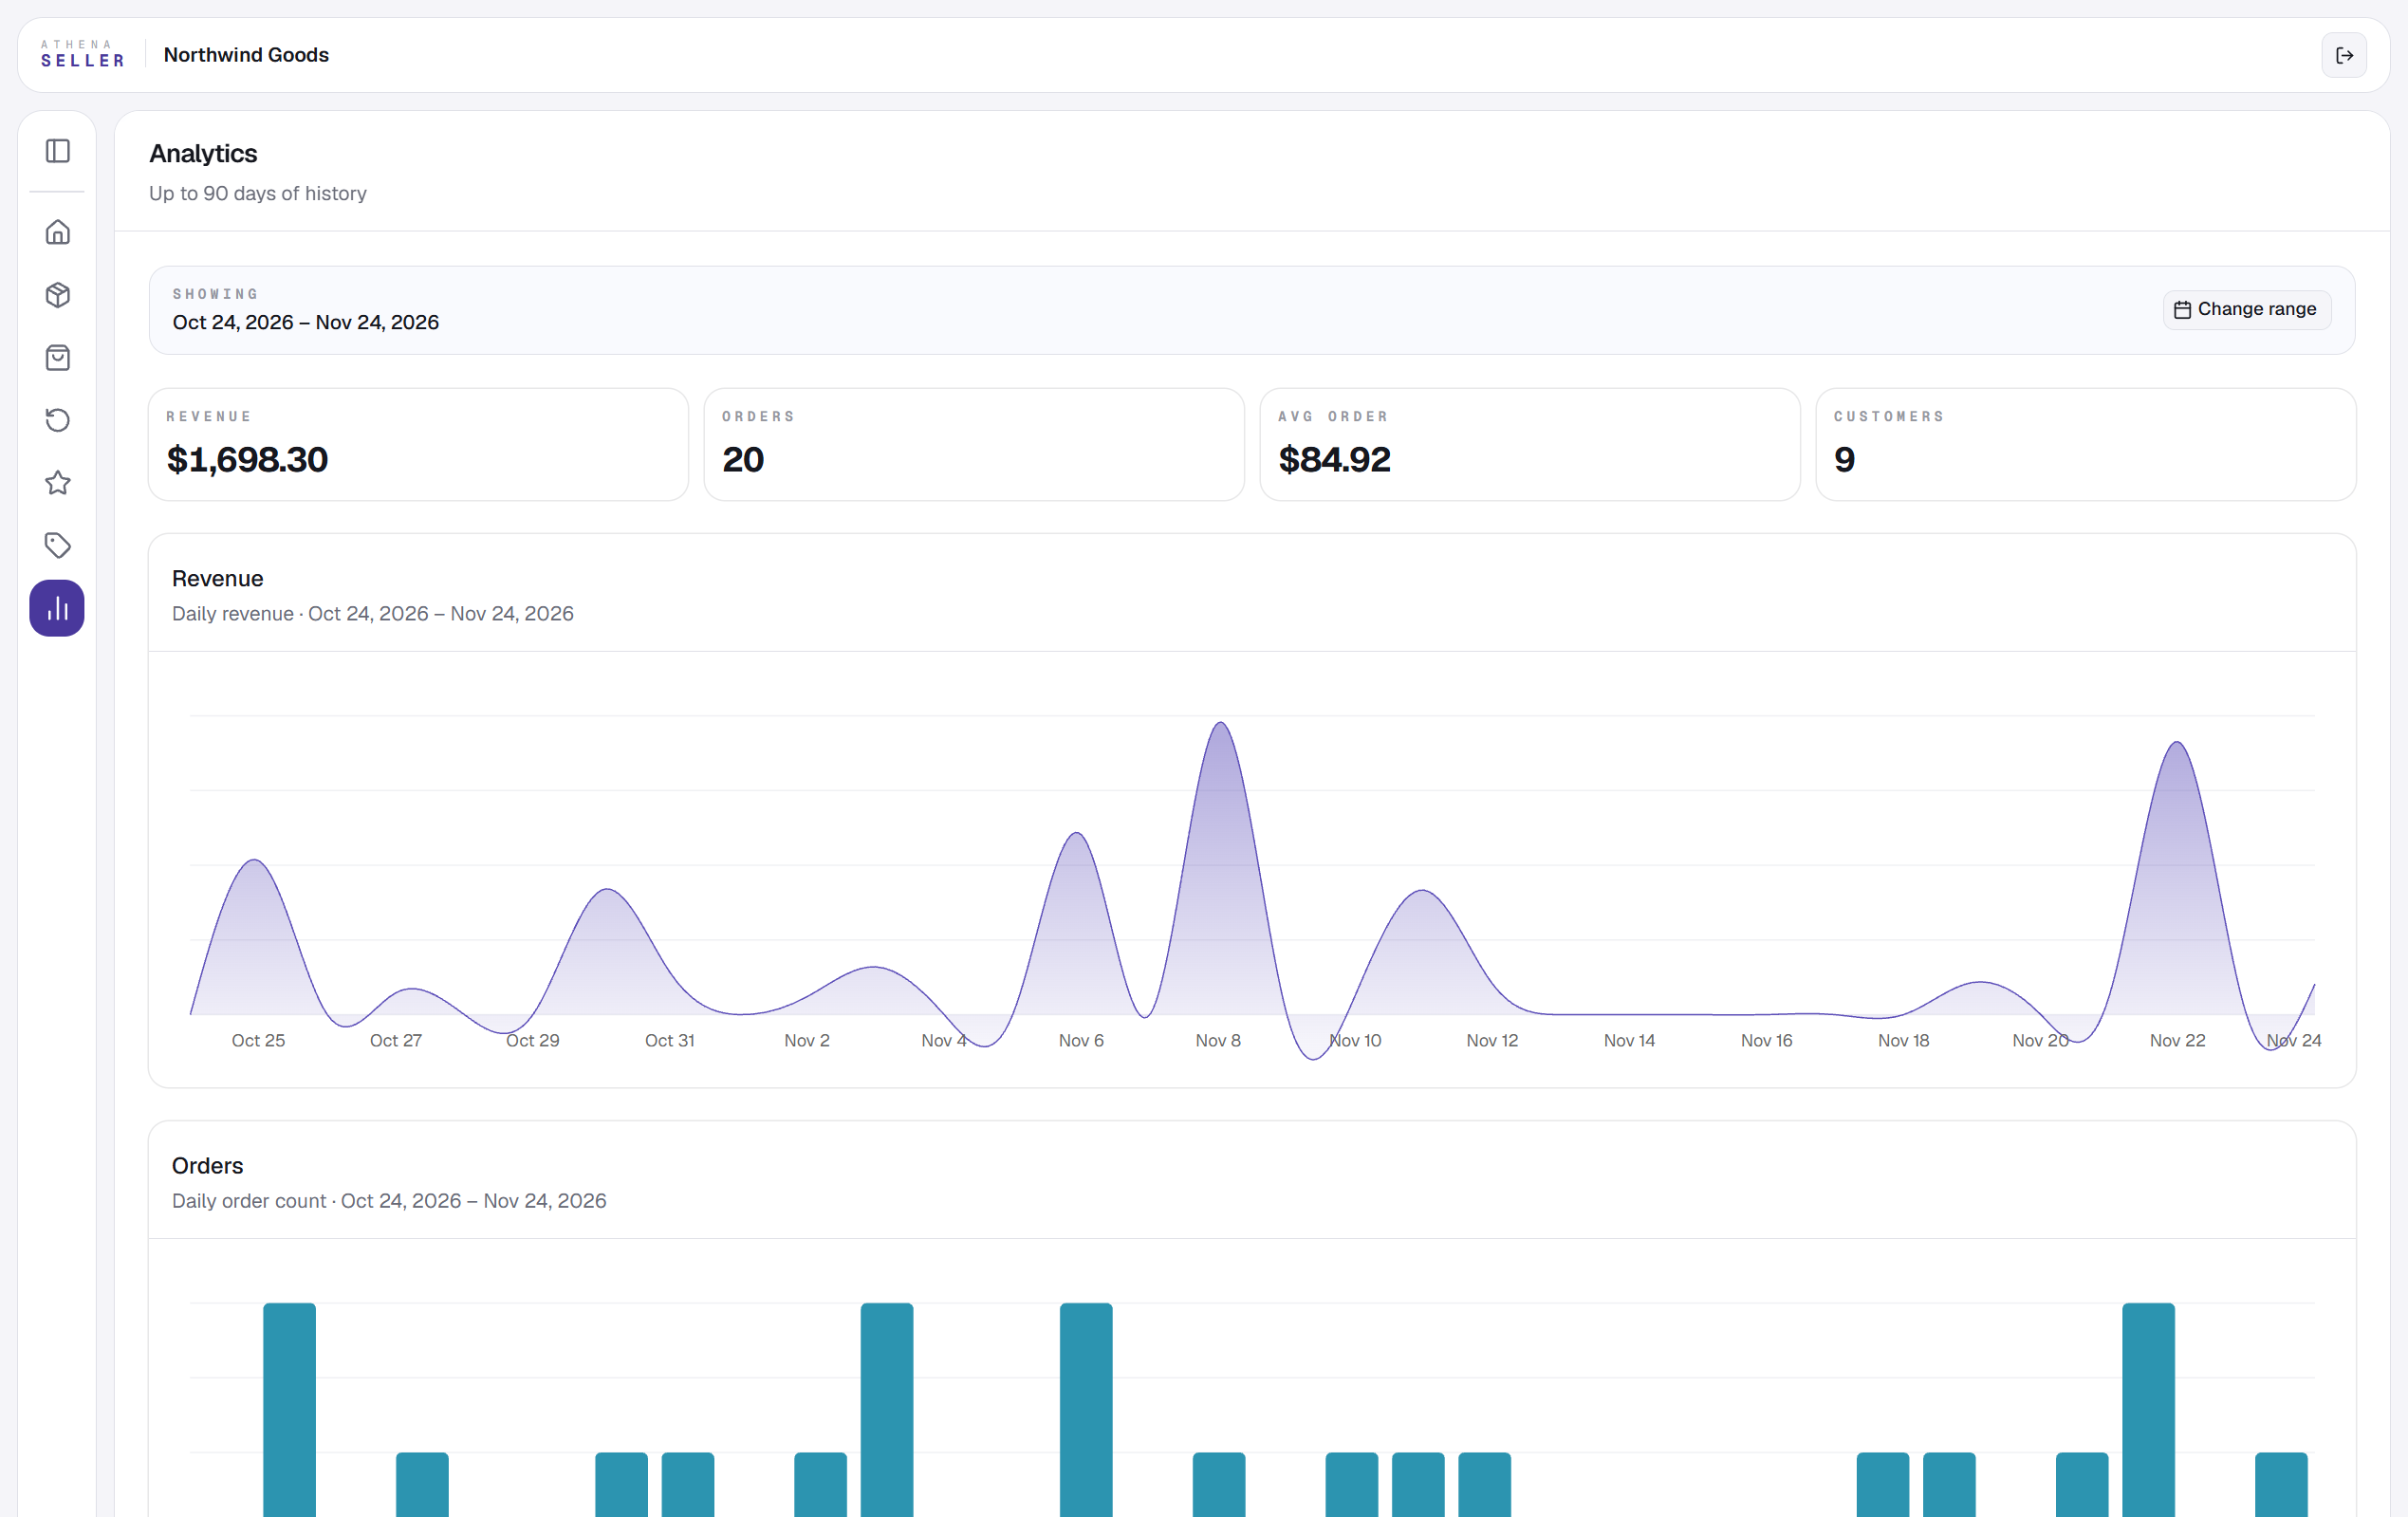 ATHENA
SELLER
Northwind Goods
Analytics
Up to 90 days of history
SHOWING
Oct 24, 2026 – Nov 24, 2026
Change range
REVENUE
$1,698.30
ORDERS
20
AVG ORDER
$84.92
CUSTOMERS
9
Revenue
Daily revenue · Oct 24, 2026 – Nov 24, 2026
Oct 25 Oct 27 Oct 29 Oct 31 Nov 2 Nov 4 Nov 6 Nov 8 Nov 10 Nov 12 Nov 14 Nov 16 Nov 18 Nov 20 Nov 22 Nov 24
Orders
Daily order count · Oct 24, 2026 – Nov 24, 2026